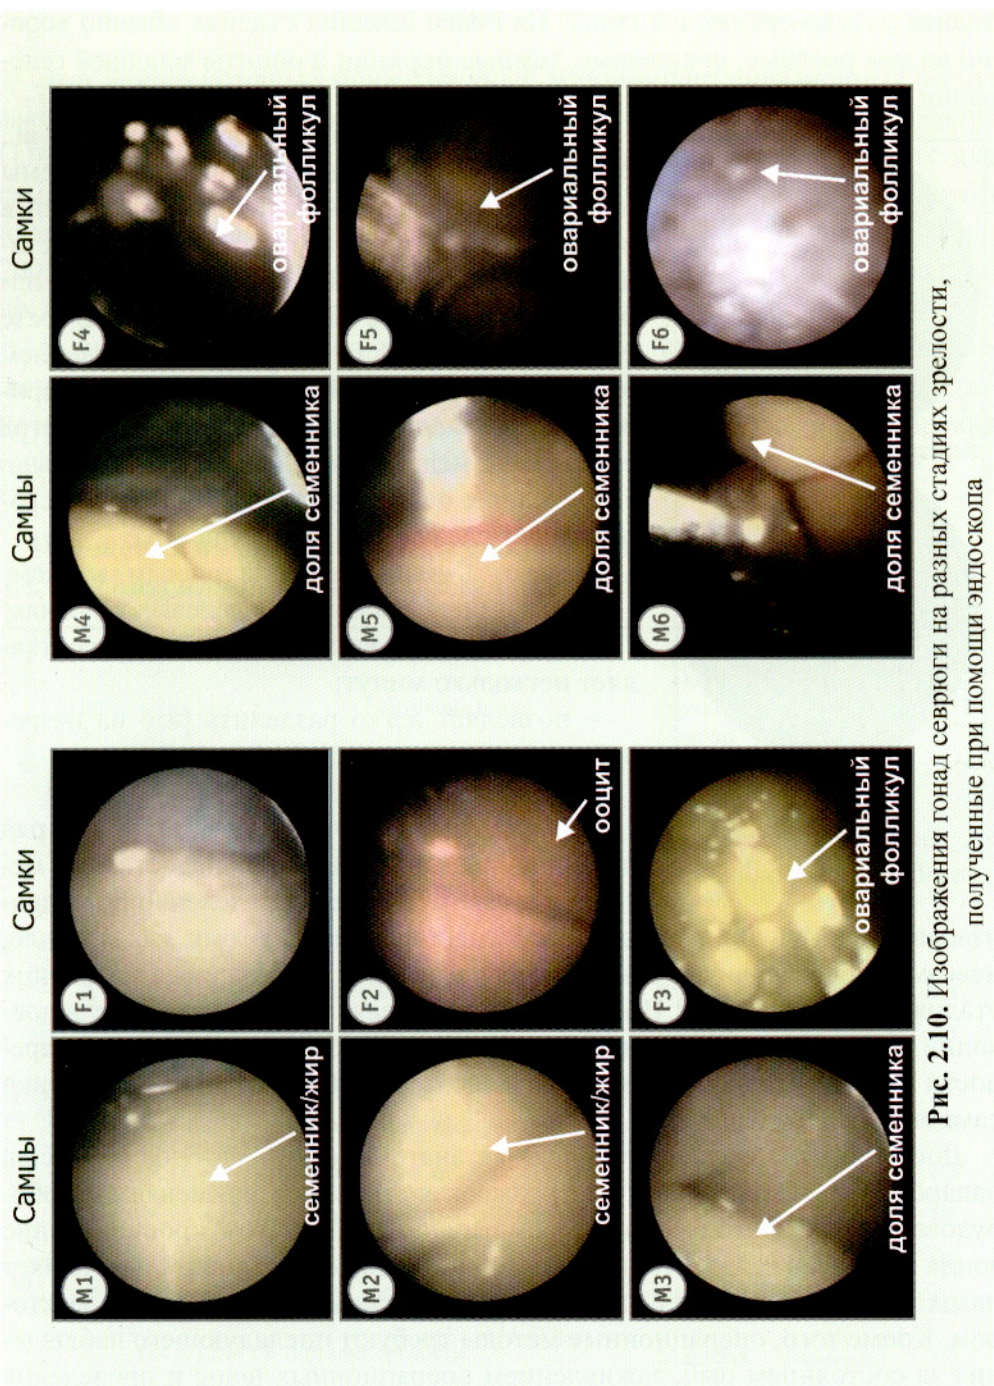 Самцы
Самки
Самцы
Самки
M1
семенник/жир
F1
M4
доля семенника
F4
овариальный
фолликул
M2
семенник/жир
F2
ооцит
M5
доля семенника
F5
овариальный
фолликул
M3
доля семенника
F3
овариальный
фолликул
M6
доля семенника
F6
овариальный
фолликул
Рис. 2.10. Изображения гонад севрюги на разных стадиях зрелости,
полученные при помощи эндоскопа